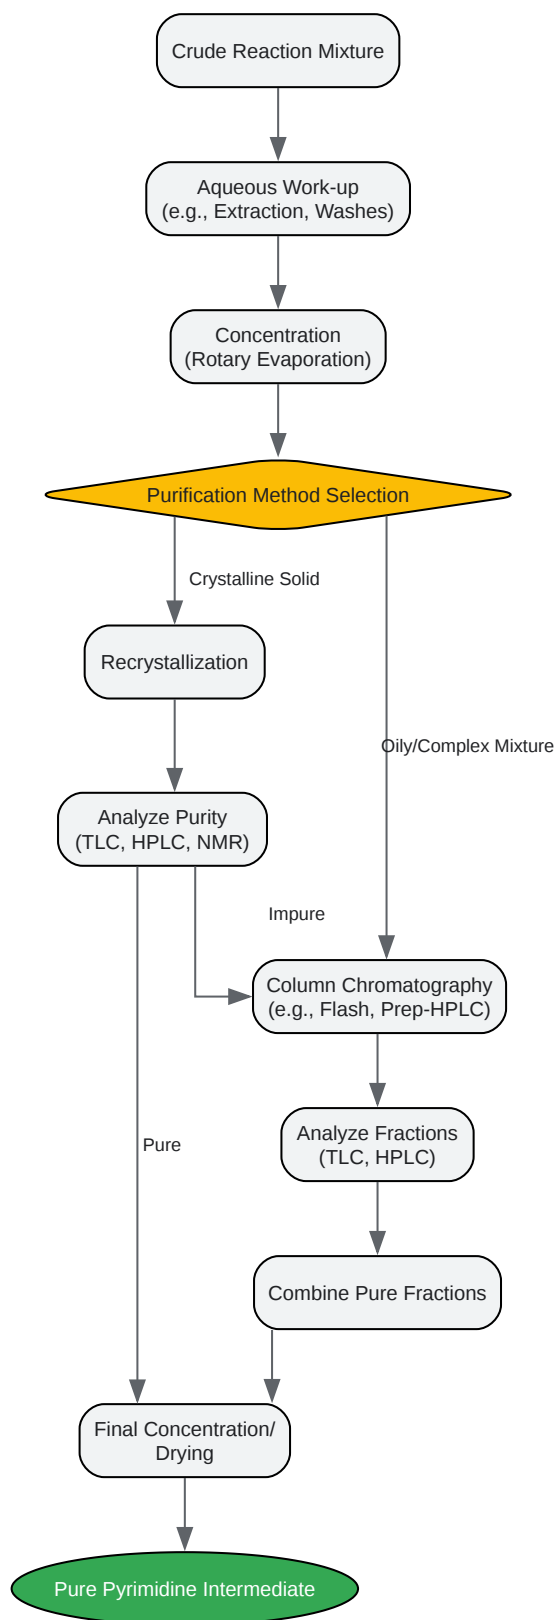 Crude Reaction Mixture
Aqueous Work-up
(e.g., Extraction, Washes)
Concentration
(Rotary Evaporation)
Purification Method Selection
Crystalline Solid
Recrystallization
Oily/Complex Mixture
Analyze Purity
(TLC, HPLC, NMR)
Impure
Column Chromatography
(e.g., Flash, Prep-HPLC)
Analyze Fractions
(TLC, HPLC)
Pure
Combine Pure Fractions
Final Concentration/
Drying
Pure Pyrimidine Intermediate